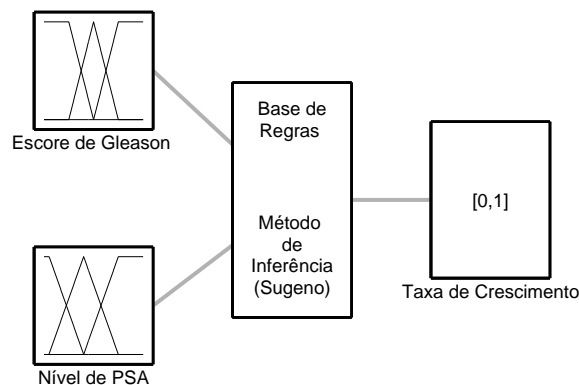 Escore de Gleason
Nível de PSA
Base de
Regras
Método
de
Inferência
(Sugeno)
[0,1]
Taxa de Crescimento